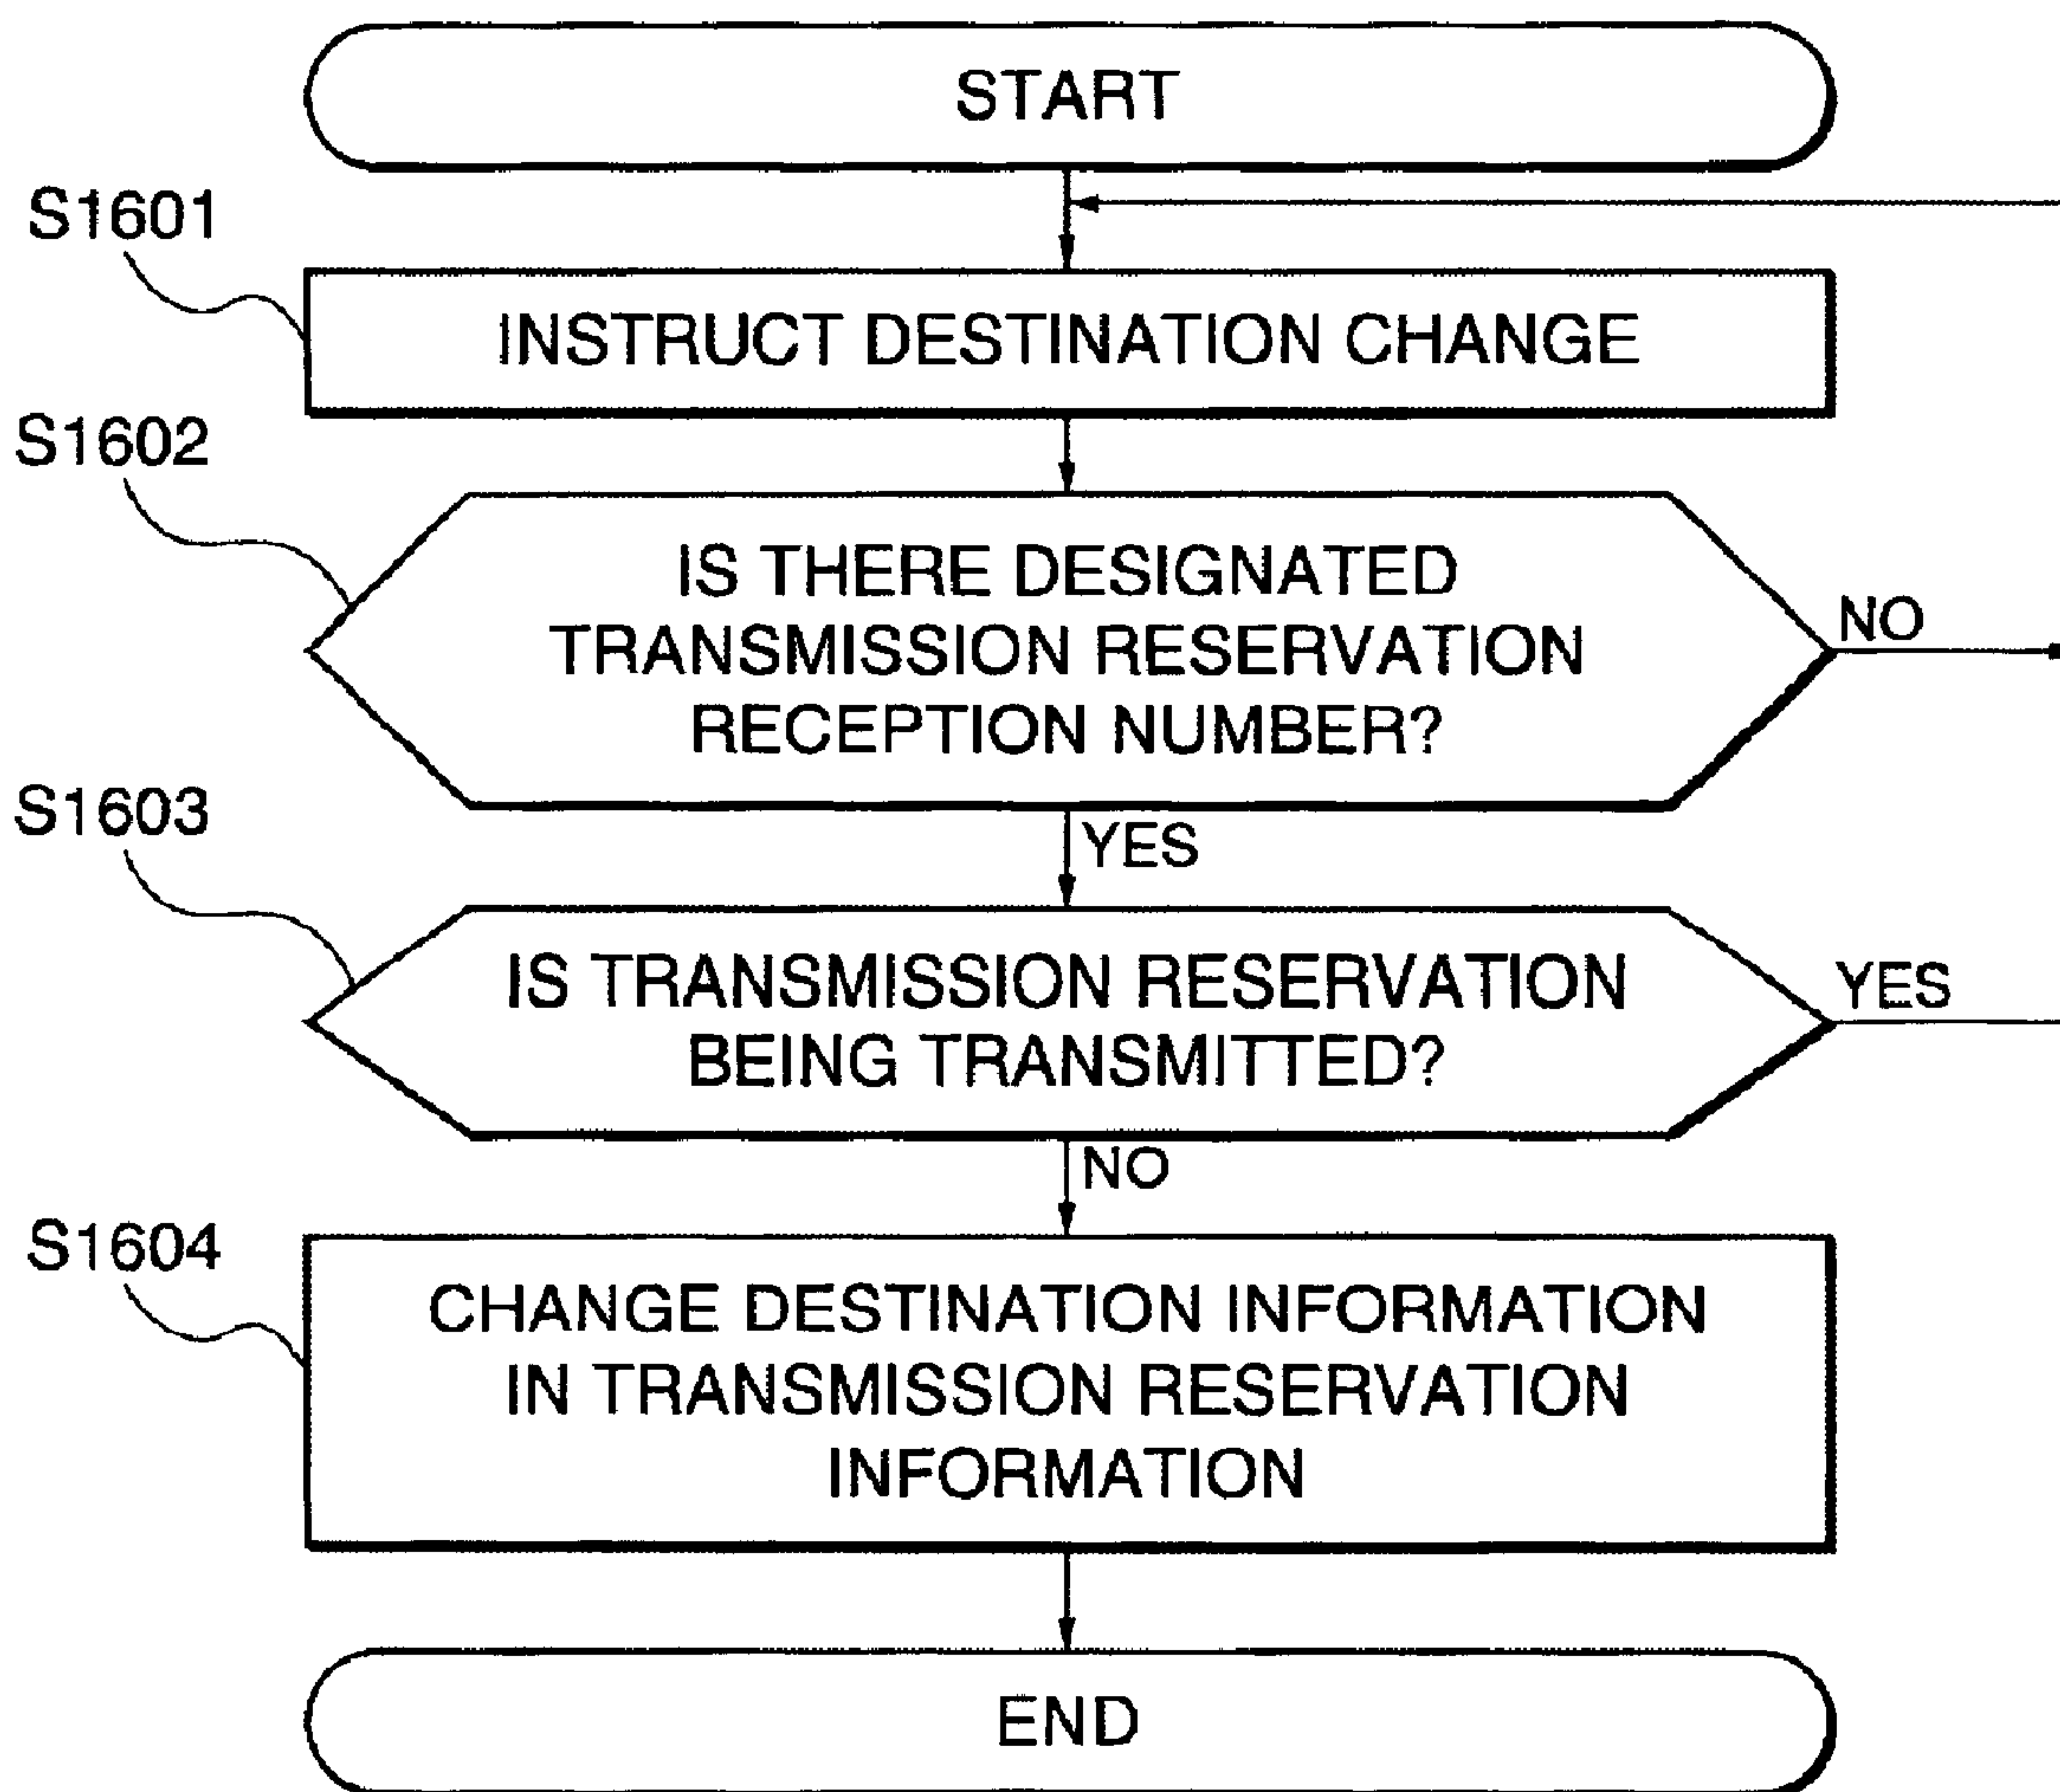 START
S1601
INSTRUCT DESTINATION CHANGE
S1602
IS THERE DESIGNATED
TRANSMISSION RESERVATION
RECEPTION NUMBER?
NO
YES
S1603
IS TRANSMISSION RESERVATION
BEING TRANSMITTED?
YES
NO
S1604
CHANGE DESTINATION INFORMATION
IN TRANSMISSION RESERVATION
INFORMATION
END